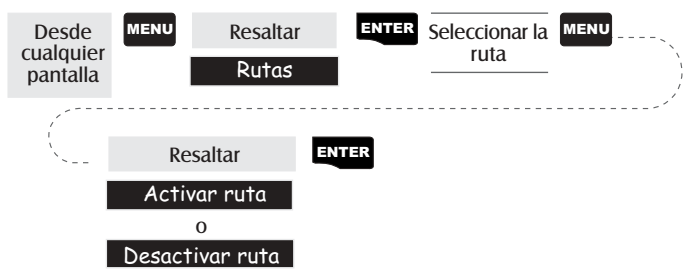 Desde
cualquier
pantalla
MENU
Resaltar
Rutas
ENTER
Seleccionar la
ruta
MENU
Resaltar
Activar ruta
o
Desactivar ruta
ENTER